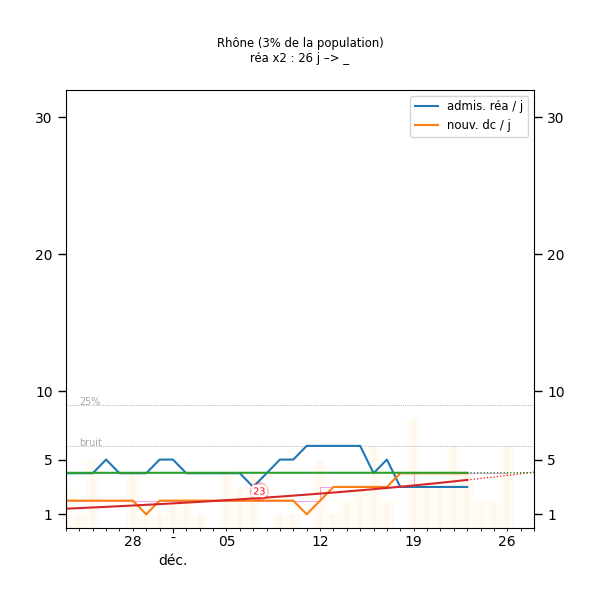 Rhône (3% de la population)
réa x2 : 26 j –> _
admis. réa / j
nouv. dc / j
30 30
20 20
10 10
25%
bruit
5 5
23
1 1
28 - 05 12 19 26
déc.